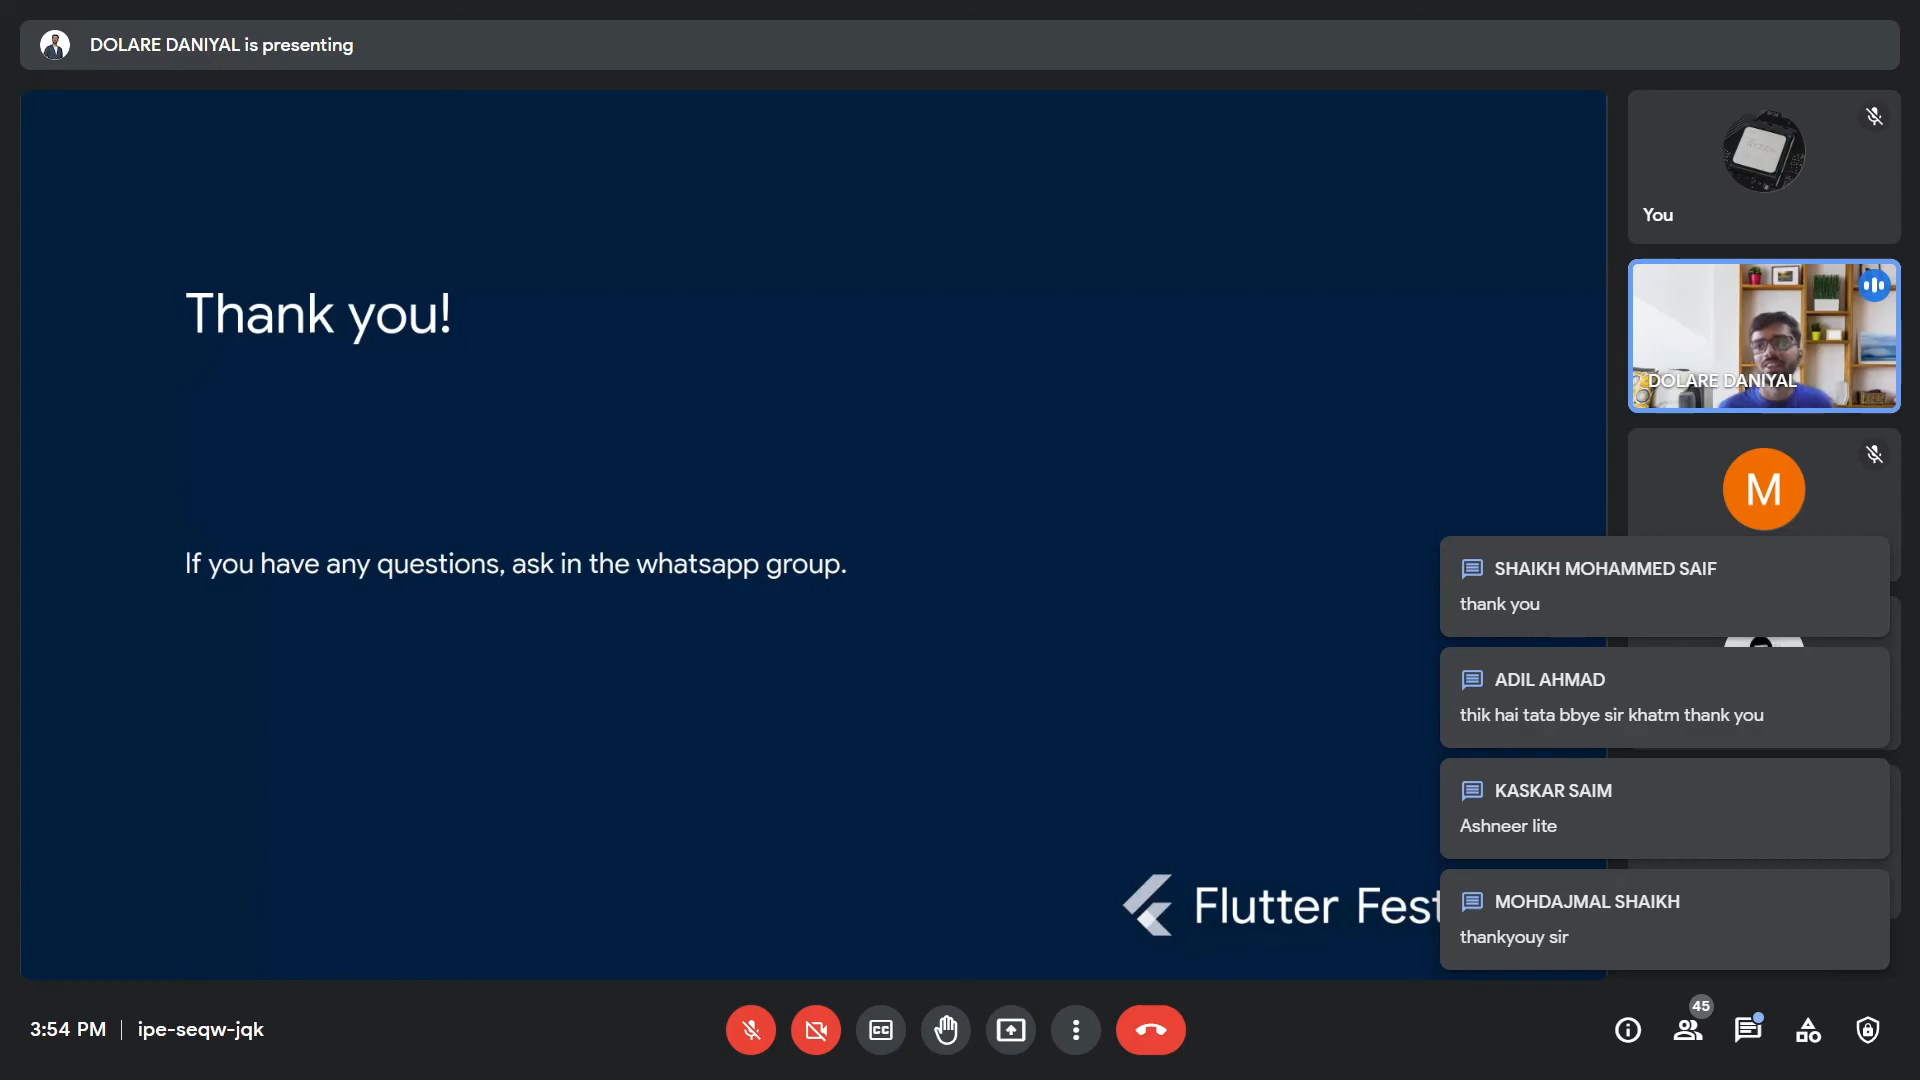 DOLARE DANIYAL is presenting
Thank you!
If you have any questions, ask in the whatsapp group.
Flutter Fest
RYZEN
You
DOLARE DANIYAL
M
SHAIKH MOHAMMED SAIF
thank you
ADIL AHMAD
thik hai tata bbye sir khatm thank you
KASKAR SAIM
Ashneer lite
MOHDAJMAL SHAIKH
thankyouy sir
3:54 PM | ipe-seqw-jqk
CC
45